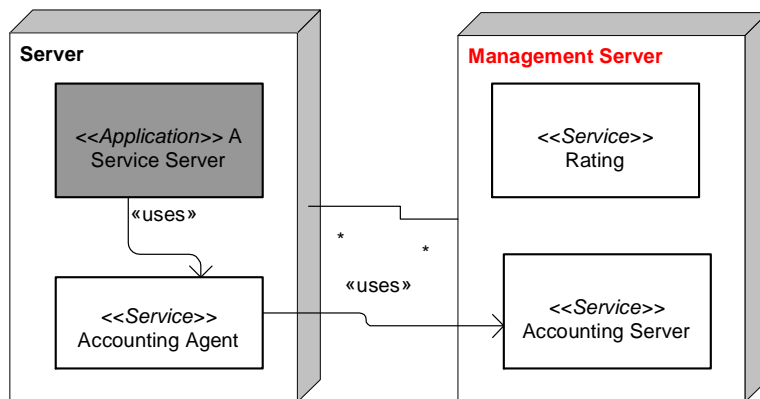 Server
<<Application>> A
Service Server
«uses»
<<Service>>
Accounting Agent
*
*
«uses»
Management Server
<<Service>>
Rating
<<Service>>
Accounting Server